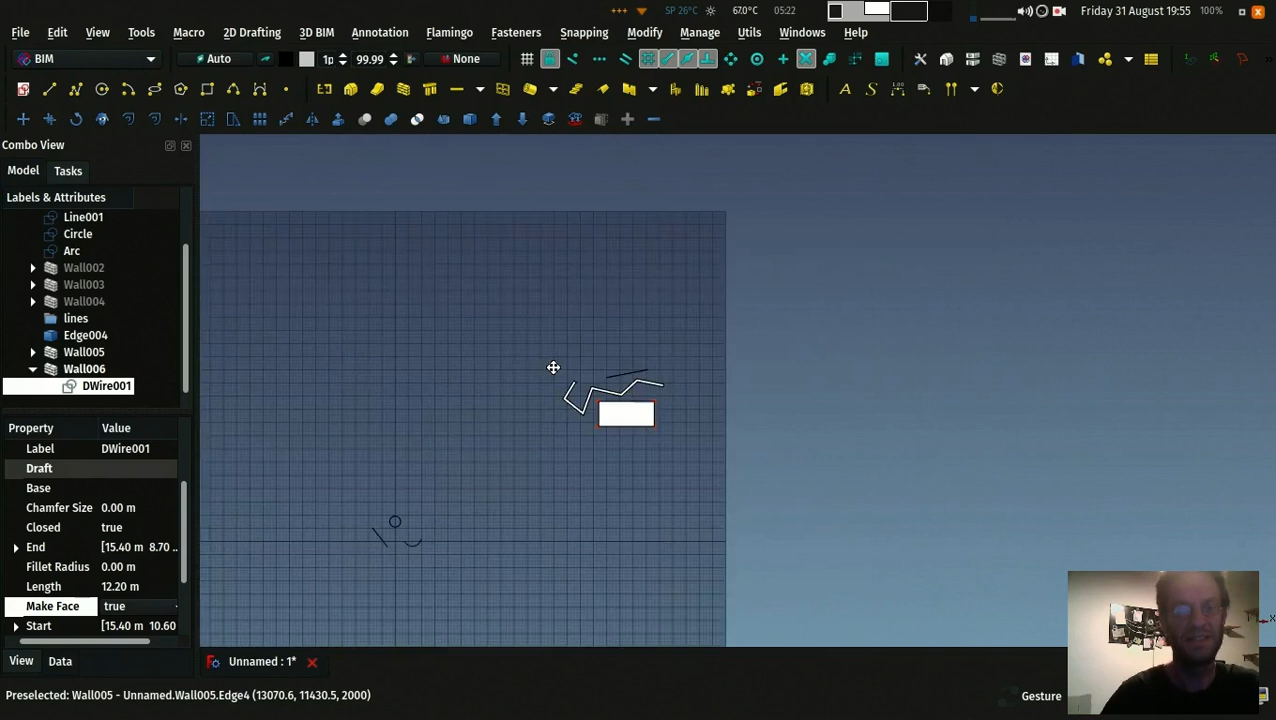 SP 26°C 67.0°C 05:22 Friday 31 August 19:55 100%
File Edit View Tools Macro 2D Drafting 3D BIM Annotation Flamingo Fasteners Snapping Modify Manage Utils Windows Help
BIM Auto 1p 99.99 None
Combo View
Model Tasks
Labels & Attributes
Line001
Circle
Arc
Wall002
Wall003
Wall004
lines
Edge004
Wall005
Wall006
DWire001
Property Value
Label DWire001
Draft
Base
Chamfer Size 0.00 m
Closed true
End [15.40 m 8.70 ..
Fillet Radius 0.00 m
Length 12.20 m
Make Face true
Start [15.40 m 10.60
View Data
Unnamed : 1*
Preselected: Wall005 - Unnamed.Wall005.Edge4 (13070.6, 11430.5, 2000)
Gesture